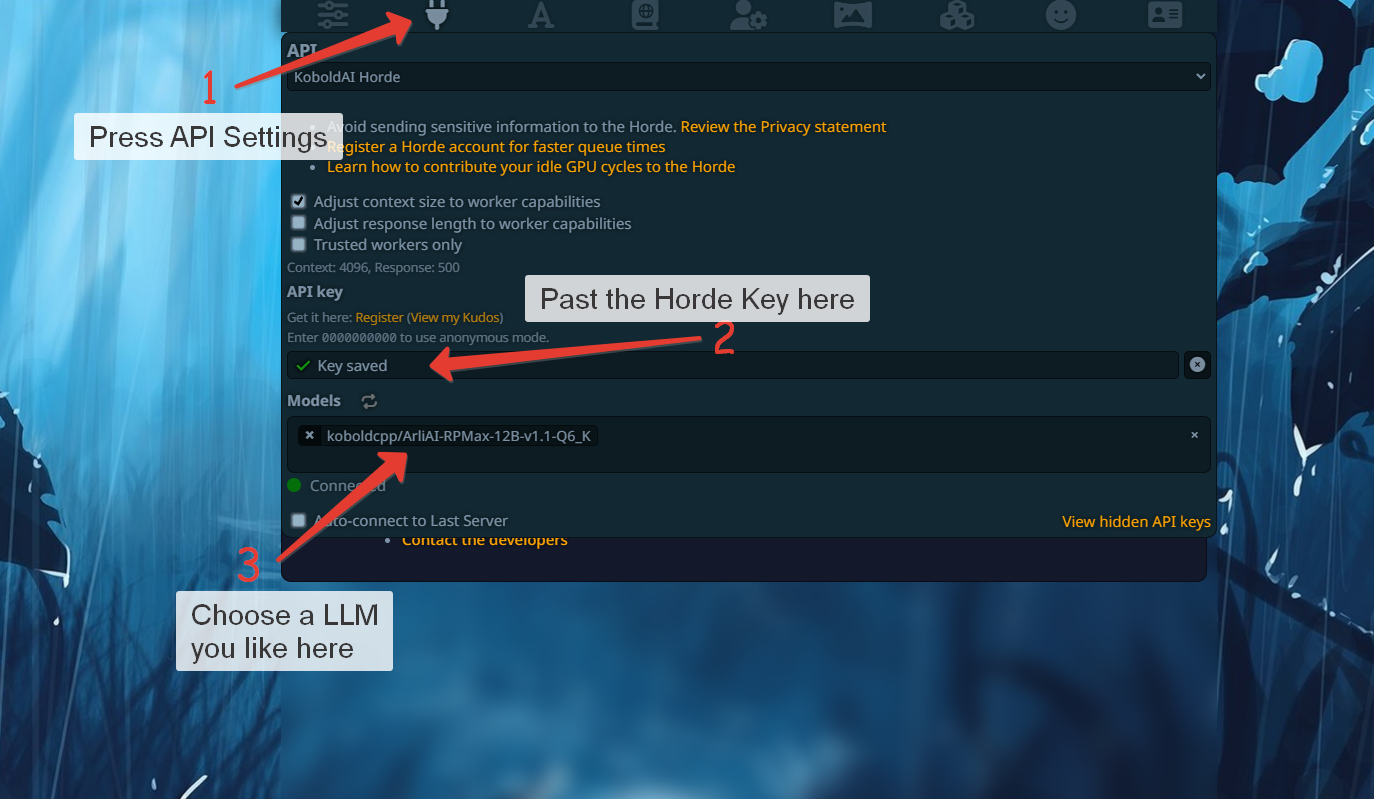 API
KoboldAI Horde
1
Press API Settings
Avoid sending sensitive information to the Horde. Review the Privacy statement
Register a Horde account for faster queue times
Learn how to contribute your idle GPU cycles to the Horde
Adjust context size to worker capabilities
Adjust response length to worker capabilities
Trusted workers only
Context: 4096, Response: 500
API key
Past the Horde Key here
2
Get it here: Register (View my Kudos)
Enter 0000000000 to use anonymous mode.
Key saved
Models
koboldcpp/ArliAI-RPMax-12B-v1.1-Q6_K
Connected
Auto-connect to Last Server
View hidden API keys
Contact the developers
3
Choose a LLM
you like here